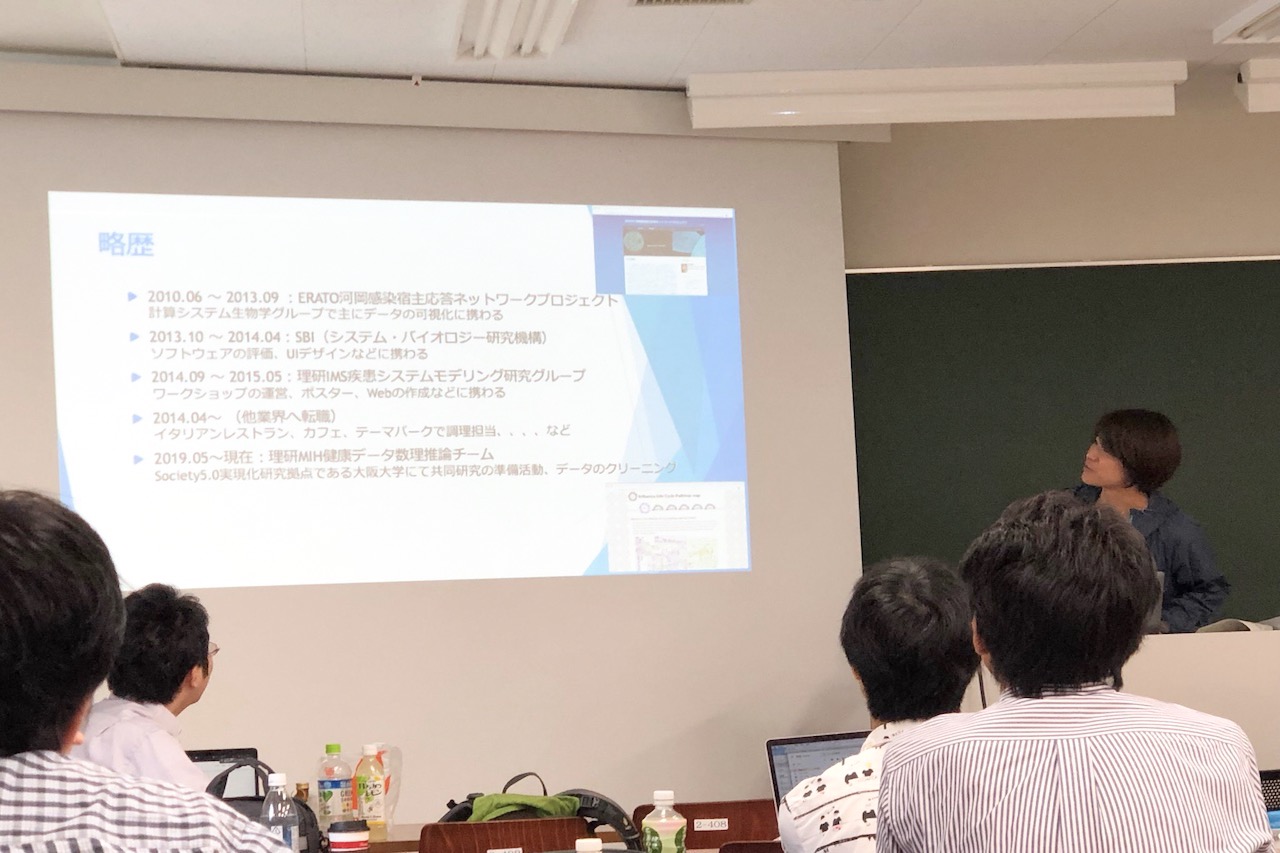 略歴
2010.06 ～ 2013.09 ：ERATO河岡感染宿主応答ネットワークプロジェクト
計算システム生物学グループで主にデータの可視化に携わる
2013.10 ～ 2014.04：SBI（システム・バイオロジー研究機構）
ソフトウェアの評価、UIデザインなどに携わる
2014.09 ～ 2015.05：理研IMS疾患システムモデリング研究グループ
ワークショップの運営、ポスター、Webの作成などに携わる
2014.04～ （他業界へ転職）
イタリアンレストラン、カフェ、テーマパークで調理担当、、、、など
2019.05～現在：理研MIH健康データ数理推論チーム
Society5.0実現化研究拠点である大阪大学にて共同研究の準備活動、データのクリーニング
2-408